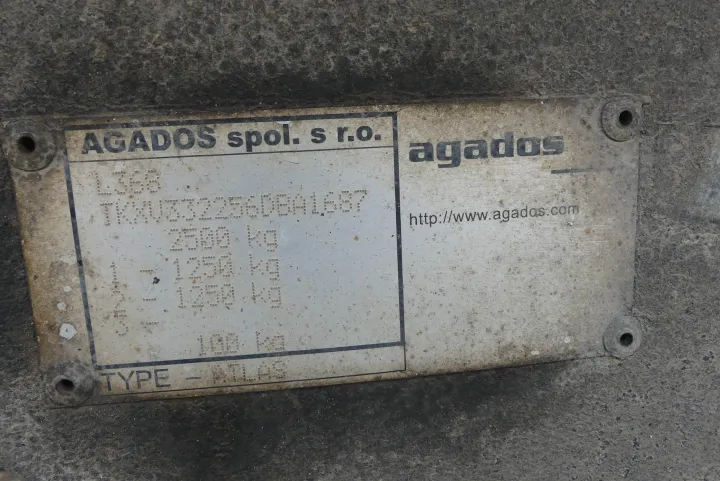 AGADOS spol. s r.o.
L368
TKXV332256DBA1687
2500 kg
1 - 1250 kg
2 - 1250 kg
3 -
100 kg
TYPE - ATLAS
agados
http://www.agados.com